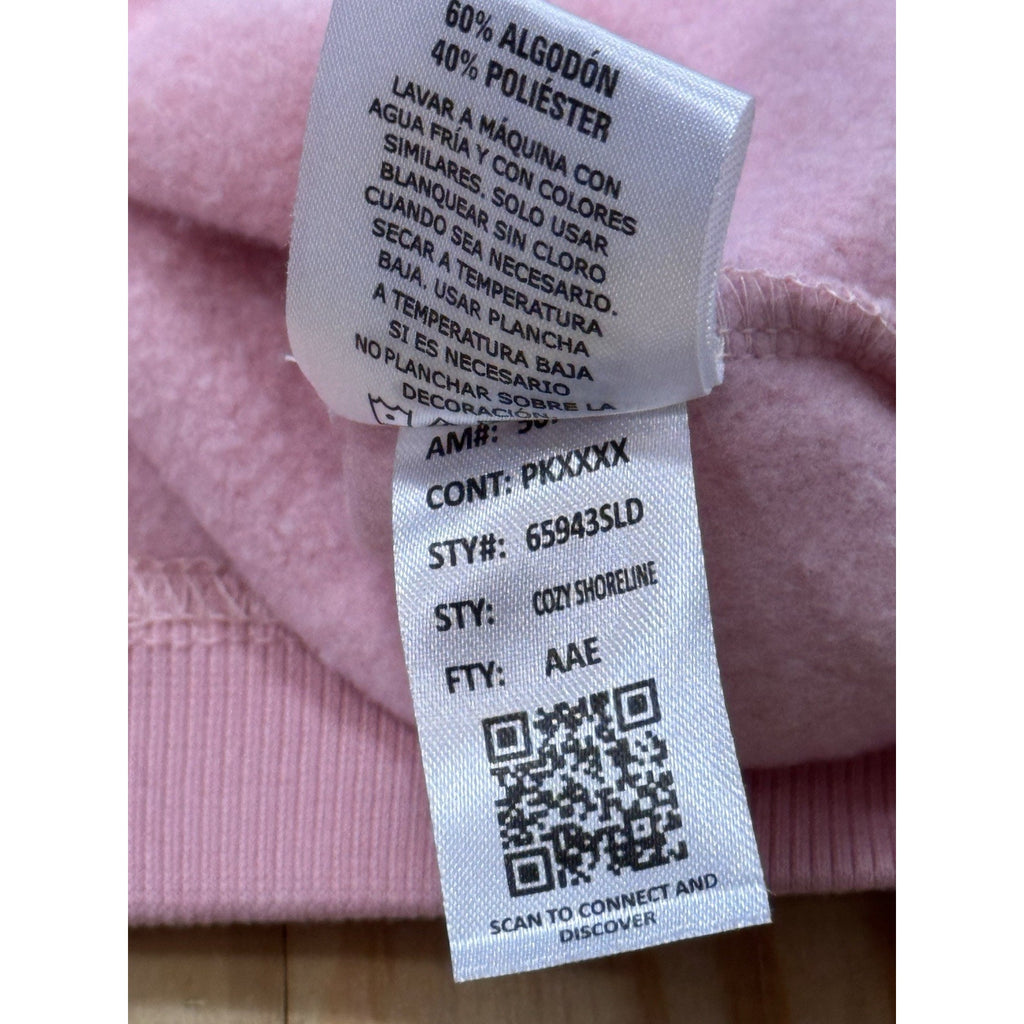 60% ALGODÓN
40% POLIÉSTER
LAVAR A MÁQUINA CON
AGUA FRÍA Y CON COLORES
SIMILARES. SOLO USAR
BLANQUEAR SIN CLORO
CUANDO SEA NECESARIO.
SECAR A TEMPERATURA
BAJA. USAR PLANCHA
A TEMPERATURA BAJA
SI ES NECESARIO
NO PLANCHAR SOBRE LA
DECORACIÓN
AM#:
CONT: PKXXXX
STY#: 65943SLD
STY: COZY SHORELINE
FTY: AAE
SCAN TO CONNECT AND
DISCOVER